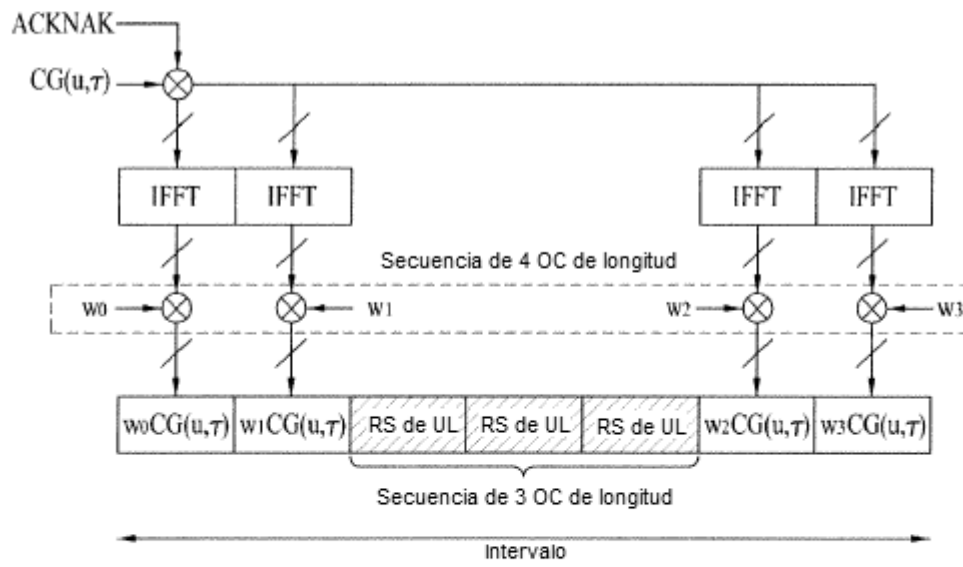 ACKNAK
CG(u,τ)
IFFT IFFT IFFT IFFT
Secuencia de 4 OC de longitud
w0 w1 w2 w3
w0CG(u,τ) w1CG(u,τ) RS de UL RS de UL RS de UL w2CG(u,τ) w3CG(u,τ)
Secuencia de 3 OC de longitud
Intervalo